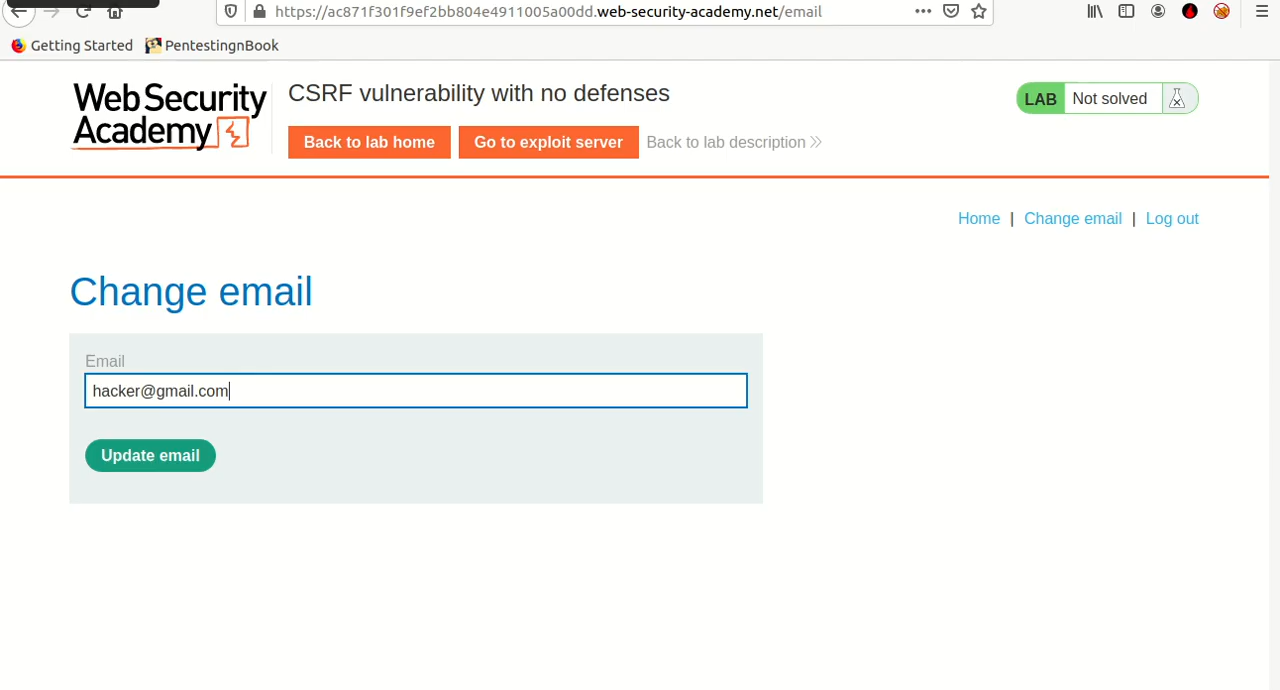 https://ac871f301f9ef2bb804e4911005a00dd.web-security-academy.net/email
Getting Started PentestingnBook
Web Security
Academy
CSRF vulnerability with no defenses
LAB Not solved
Back to lab home Go to exploit server Back to lab description
Home | Change email | Log out
Change email
Email
hacker@gmail.com
Update email